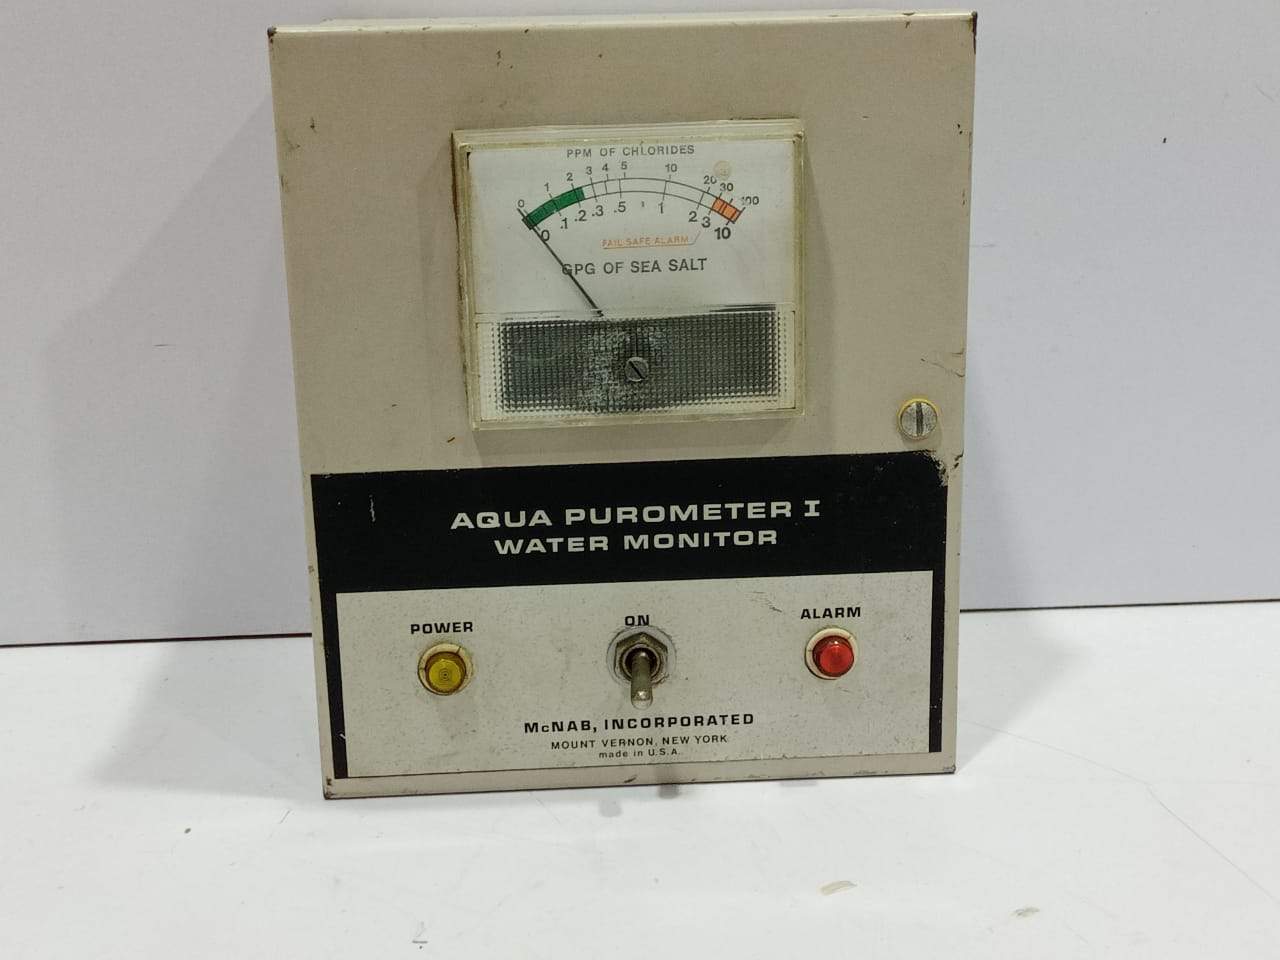 PPM OF CHLORIDES
0 1 2 3 4 5 10 20 30 100
0 .1 .2 .3 .5 1 2 3 10
FAIL SAFE ALARM
GPG OF SEA SALT
AQUA PUROMETER I
WATER MONITOR
POWER
ON
ALARM
McNAB, INCORPORATED
MOUNT VERNON, NEW YORK
made in U.S.A.